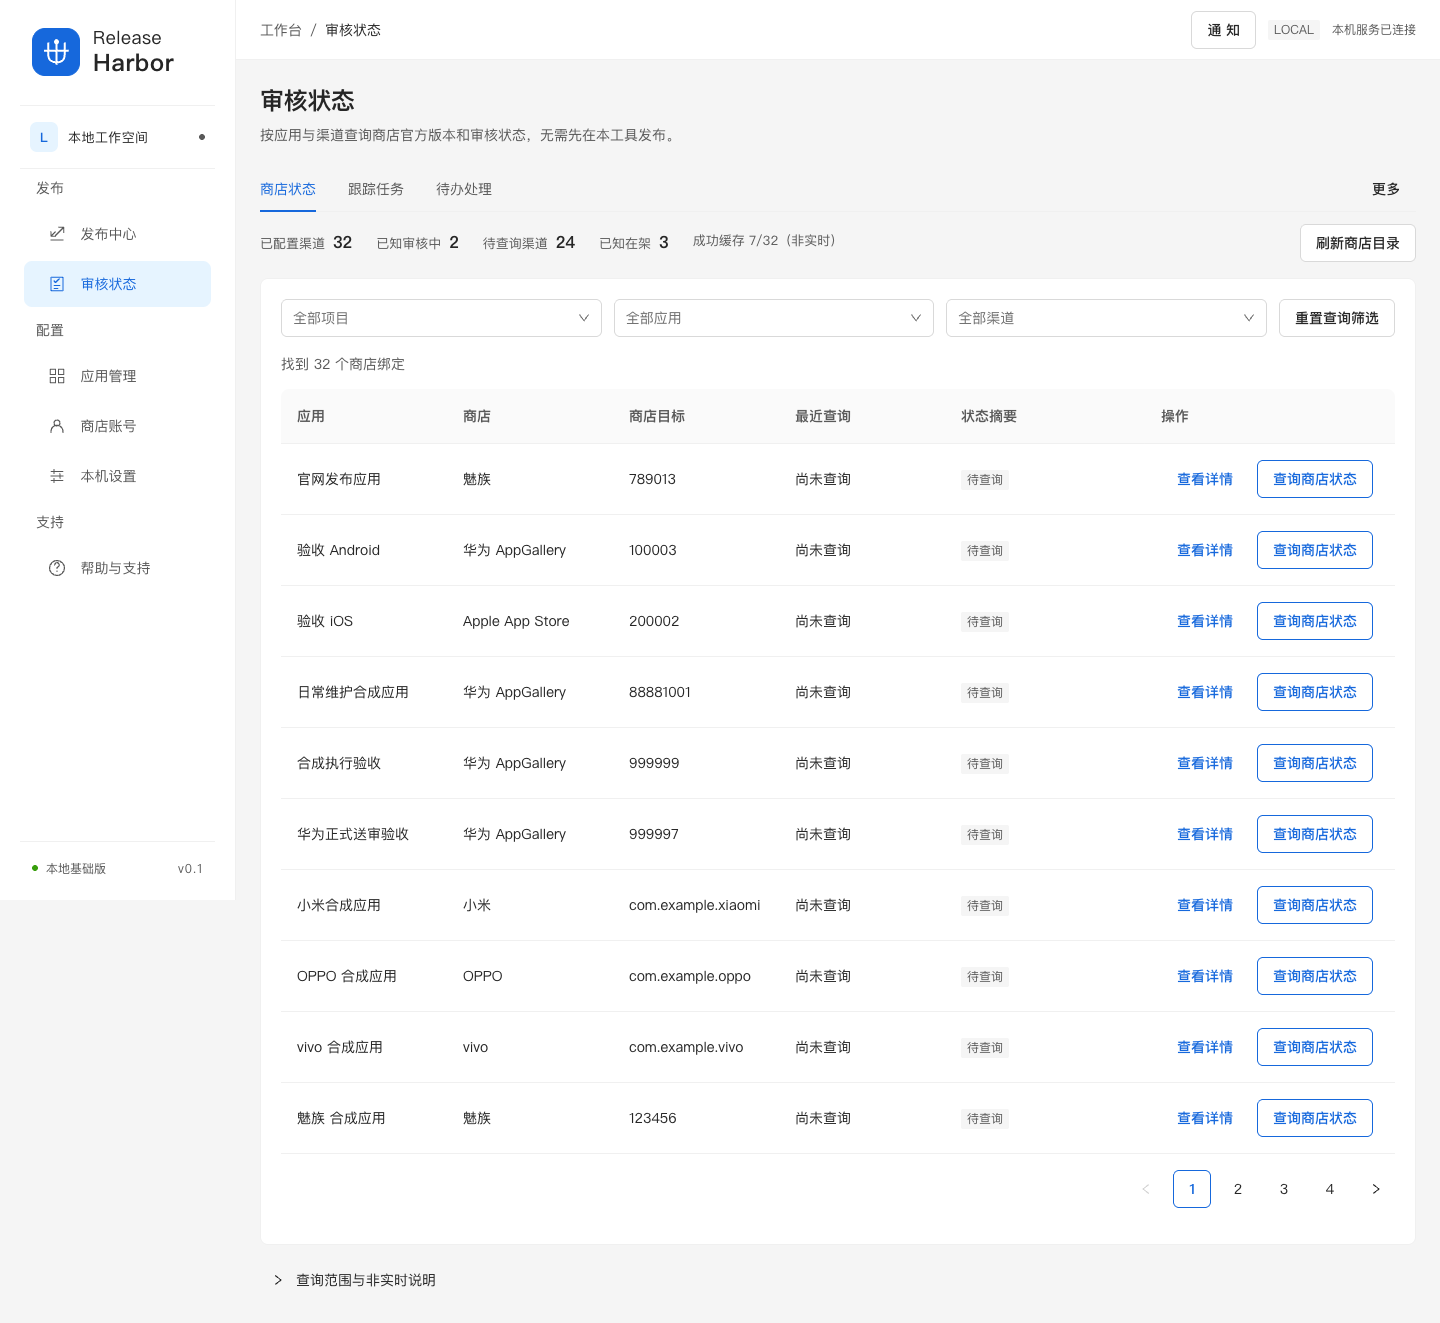 Release
Harbor
L 本地工作空间
发布
发布中心
审核状态
配置
应用管理
商店账号
本机设置
支持
帮助与支持
本地基础版 v0.1
工作台 / 审核状态
通 知 LOCAL 本机服务已连接
审核状态
按应用与渠道查询商店官方版本和审核状态，无需先在本工具发布。
商店状态 跟踪任务 待办处理 更多
已配置渠道 32 已知审核中 2 待查询渠道 24 已知在架 3 成功缓存 7/32（非实时） 刷新商店目录
全部项目 全部应用 全部渠道 重置查询筛选
找到 32 个商店绑定
应用 商店 商店目标 最近查询 状态摘要 操作
官网发布应用 魅族 789013 尚未查询 待查询 查看详情 查询商店状态
验收 Android 华为 AppGallery 100003 尚未查询 待查询 查看详情 查询商店状态
验收 iOS Apple App Store 200002 尚未查询 待查询 查看详情 查询商店状态
日常维护合成应用 华为 AppGallery 88881001 尚未查询 待查询 查看详情 查询商店状态
合成执行验收 华为 AppGallery 999999 尚未查询 待查询 查看详情 查询商店状态
华为正式送审验收 华为 AppGallery 999997 尚未查询 待查询 查看详情 查询商店状态
小米合成应用 小米 com.example.xiaomi 尚未查询 待查询 查看详情 查询商店状态
OPPO 合成应用 OPPO com.example.oppo 尚未查询 待查询 查看详情 查询商店状态
vivo 合成应用 vivo com.example.vivo 尚未查询 待查询 查看详情 查询商店状态
魅族 合成应用 魅族 123456 尚未查询 待查询 查看详情 查询商店状态
1 2 3 4
查询范围与非实时说明